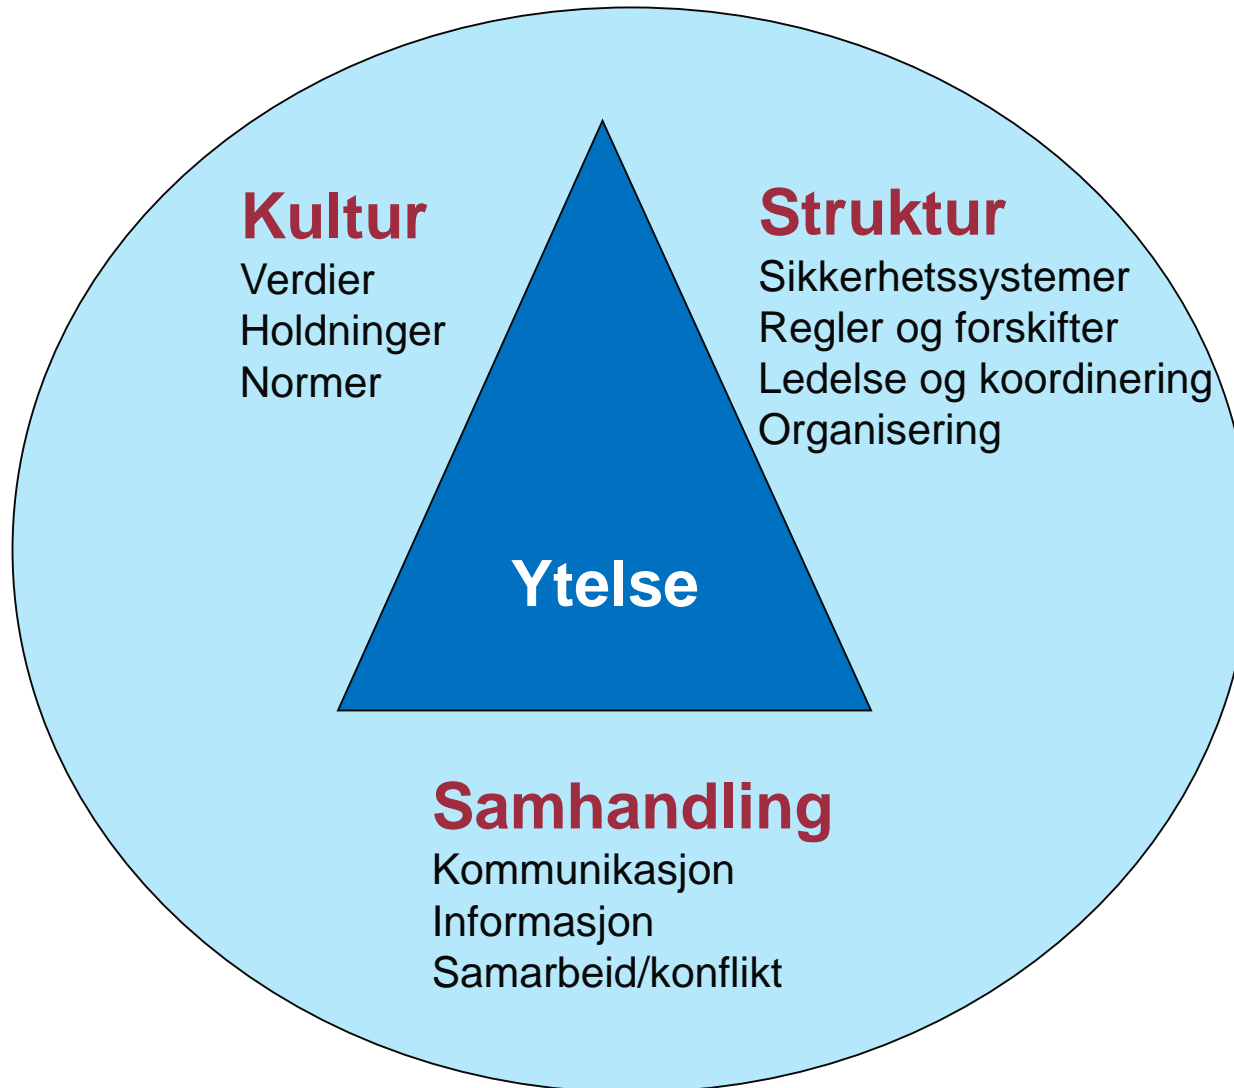 Kultur
Verdier
Holdninger
Normer
Struktur
Sikkerhetssystemer
Regler og forskifter
Ledelse og koordinering
Organisering
Ytelse
Samhandling
Kommunikasjon
Informasjon
Samarbeid/konflikt